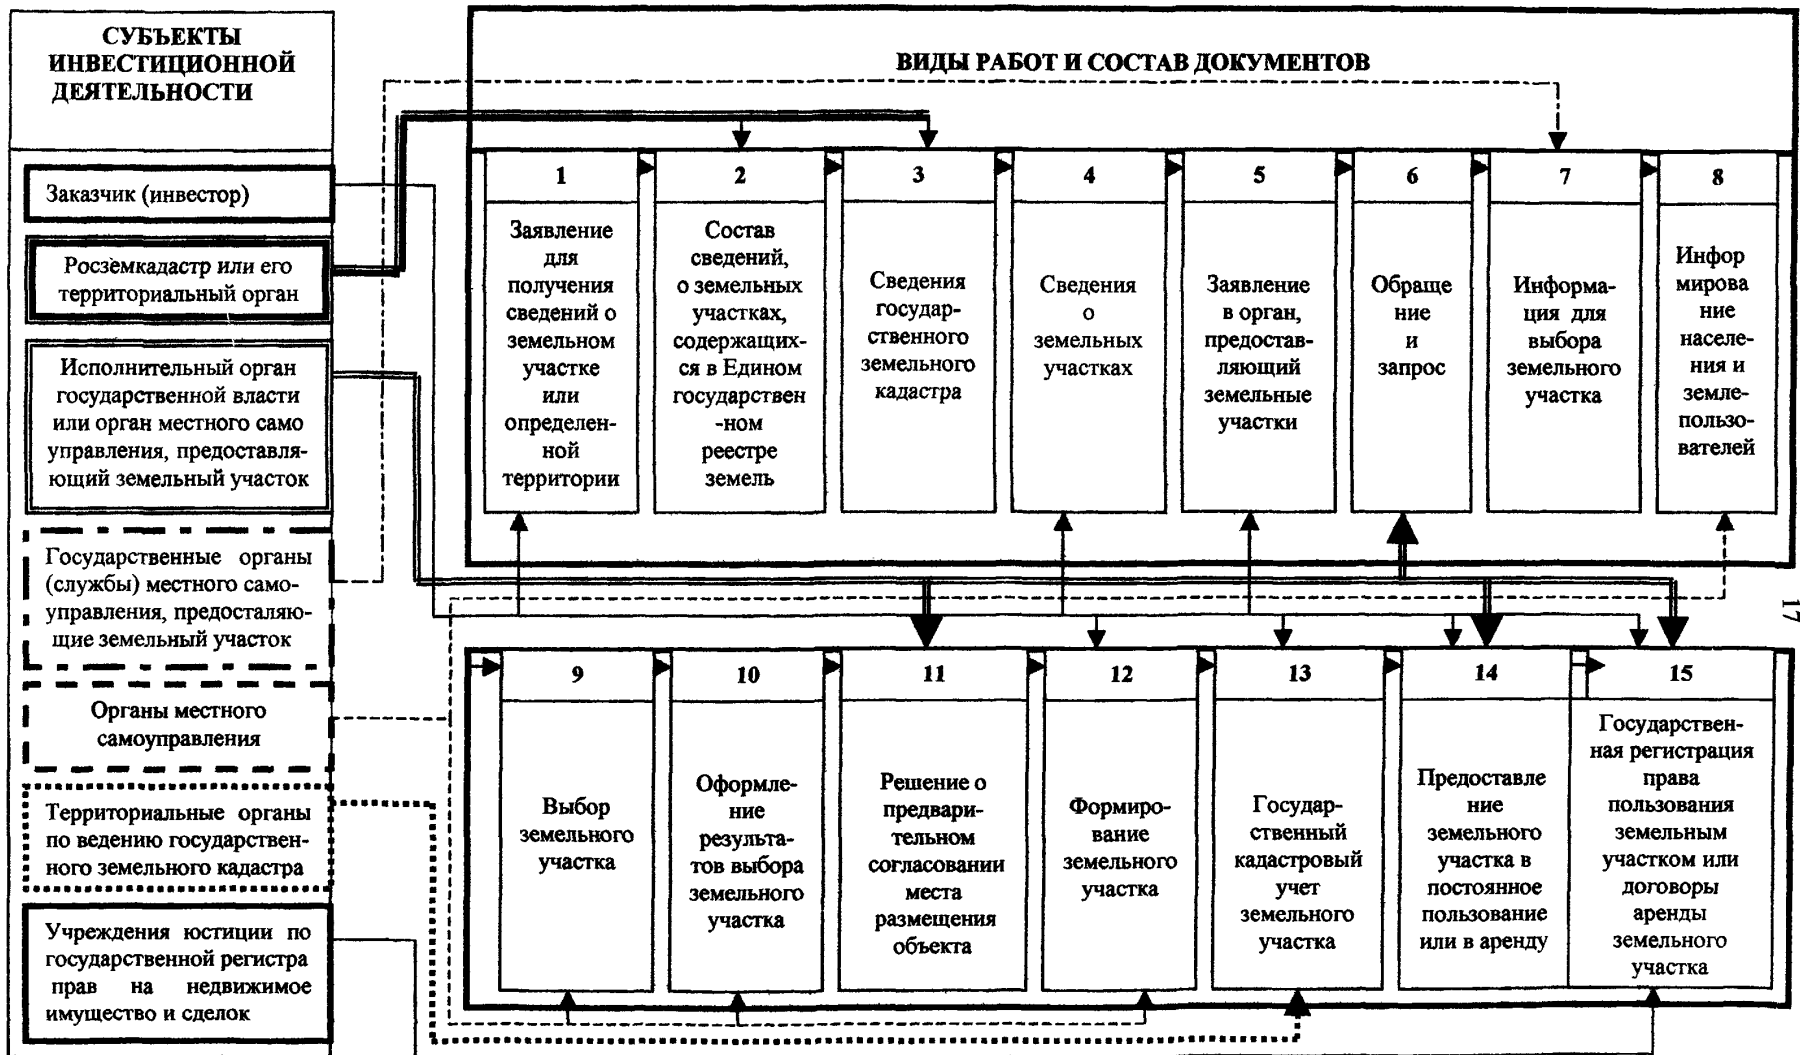 СУБЪЕКТЫ
ИНВЕСТИЦИОННОЙ
ДЕЯТЕЛЬНОСТИ
Заказчик (инвестор)
Росземкадастр или его
территориальный орган
Исполнительный орган
государственной власти
или орган местного само
управления, предоставля-
ющий земельный участок
Государственные органы
(службы) местного само-
управления, предосталяю-
щие земельный участок
Органы местного
самоуправления
Территориальные органы
по ведению государствен-
ного земельного кадастра
Учреждения юстиции по
государственной регистра
прав на недвижимое
имущество и сделок
ВИДЫ РАБОТ И СОСТАВ ДОКУМЕНТОВ
1
Заявление
для
получения
сведений о
земельном
участке
или
определен-
ной
территории
2
Состав
сведений,
о земельных
участках,
содержащих-
ся в Едином
государствен
-ном
реестре
земель
3
Сведения
государ-
ственного
земельного
кадастра
4
Сведения
о
земельных
участках
5
Заявление
в орган,
предостав-
ляющий
земельные
участки
6
Обраще
ние
и
запрос
7
Информа-
ция для
выбора
земельного
участка
8
Инфор
мирова
ние
населе-
ния и
земле-
пользо-
вателей
17
9
Выбор
земельного
участка
10
Оформле-
ние
результа-
тов выбора
земельного
участка
11
Решение о
предвари-
тельном
согласовании
места
размещения
объекта
12
Формиро-
вание
земельного
участка
13
Государ-
ственный
кадастровый
учет
земельного
участка
14
Предоставле
ние
земельного
участка в
постоянное
пользование
или в аренду
15
Государствен-
ная регистрация
права
пользования
земельным
участком или
договоры
аренды
земельного
участка